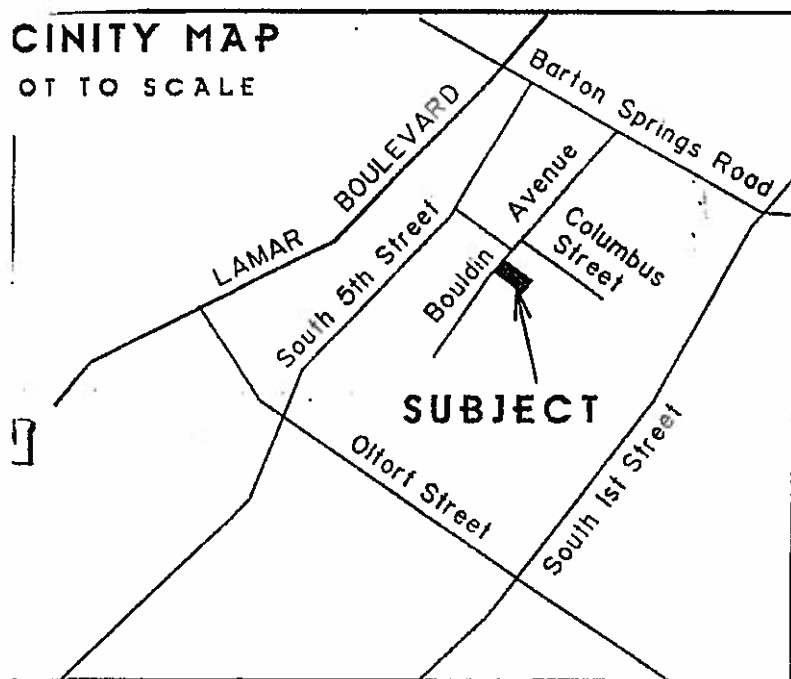 CINITY MAP
OT TO SCALE
Barton Springs Road
LAMAR BOULEVARD
Bouldin Avenue
Columbus
Street
South 5th Street
SUBJECT
Oltorf Street
South 1st Street